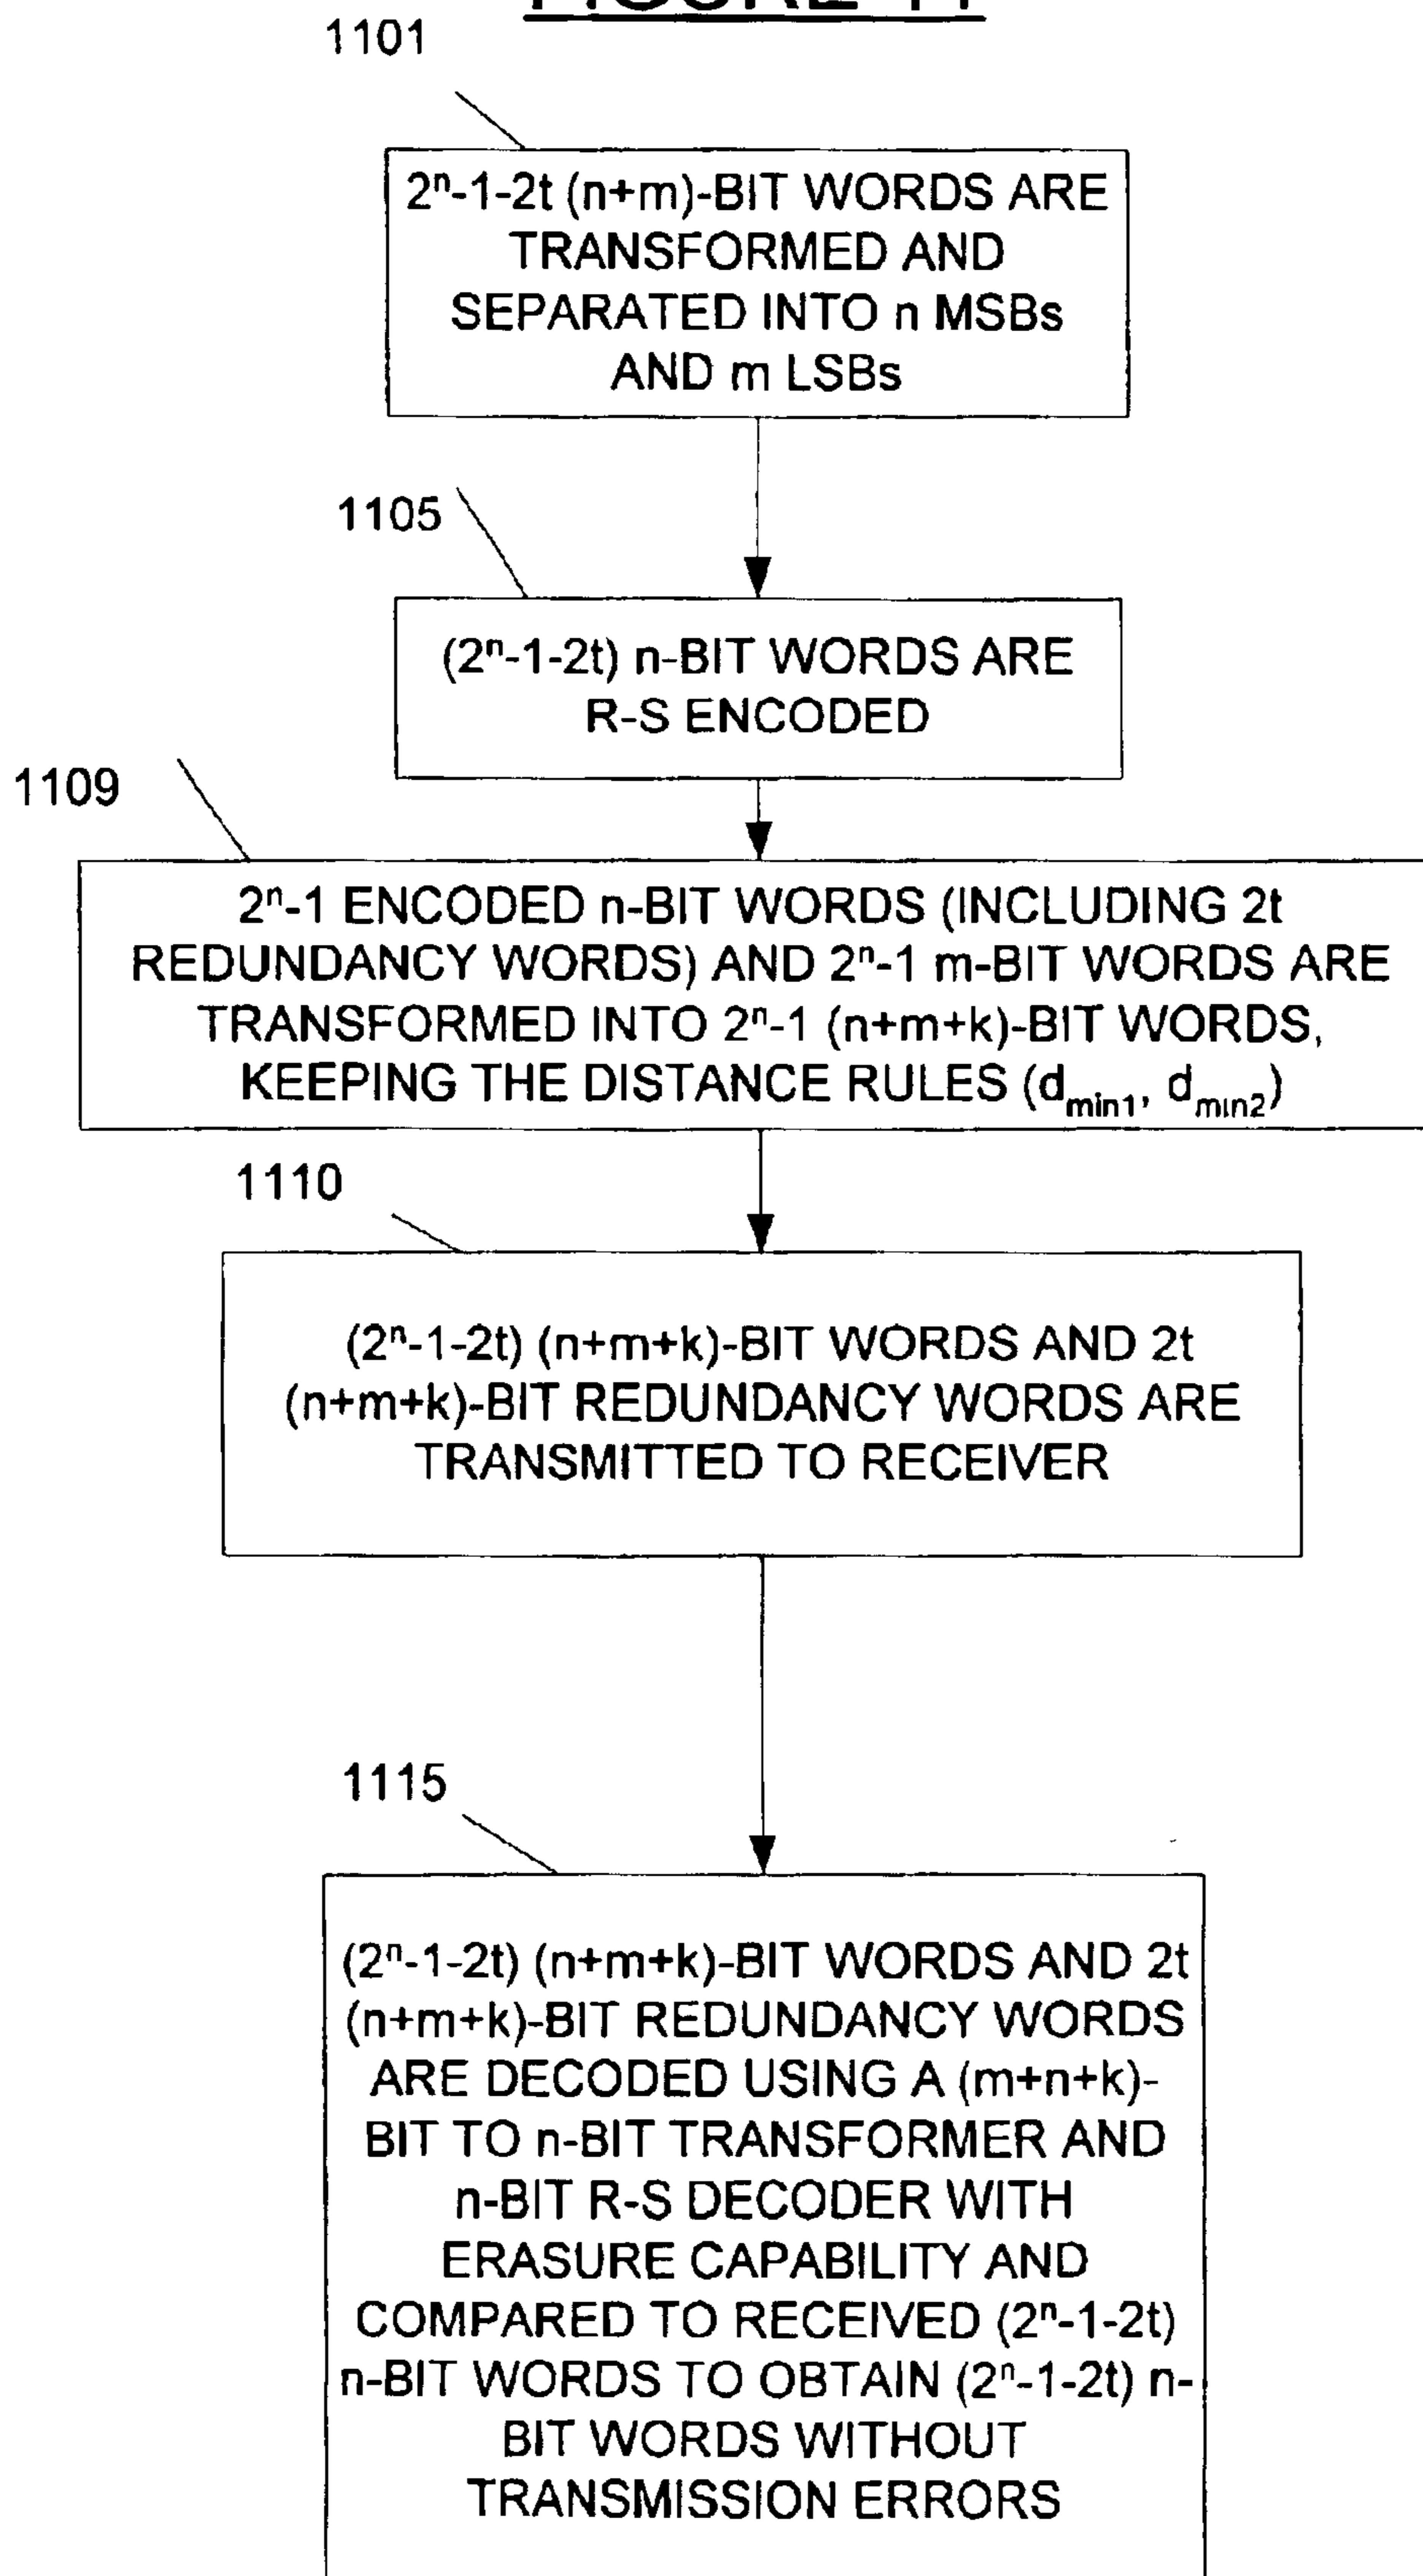 1101
2ⁿ-1-2t (n+m)-BIT WORDS ARE
TRANSFORMED AND
SEPARATED INTO n MSBs
AND m LSBs
1105
(2ⁿ-1-2t) n-BIT WORDS ARE
R-S ENCODED
1109
2ⁿ-1 ENCODED n-BIT WORDS (INCLUDING 2t
REDUNDANCY WORDS) AND 2ⁿ-1 m-BIT WORDS ARE
TRANSFORMED INTO 2ⁿ-1 (n+m+k)-BIT WORDS,
KEEPING THE DISTANCE RULES (d_min1, d_min2)
1110
(2ⁿ-1-2t) (n+m+k)-BIT WORDS AND 2t
(n+m+k)-BIT REDUNDANCY WORDS ARE
TRANSMITTED TO RECEIVER
1115
(2ⁿ-1-2t) (n+m+k)-BIT WORDS AND 2t
(n+m+k)-BIT REDUNDANCY WORDS
ARE DECODED USING A (m+n+k)-
BIT TO n-BIT TRANSFORMER AND
n-BIT R-S DECODER WITH
ERASURE CAPABILITY AND
COMPARED TO RECEIVED (2ⁿ-1-2t)
n-BIT WORDS TO OBTAIN (2ⁿ-1-2t) n-
BIT WORDS WITHOUT
TRANSMISSION ERRORS